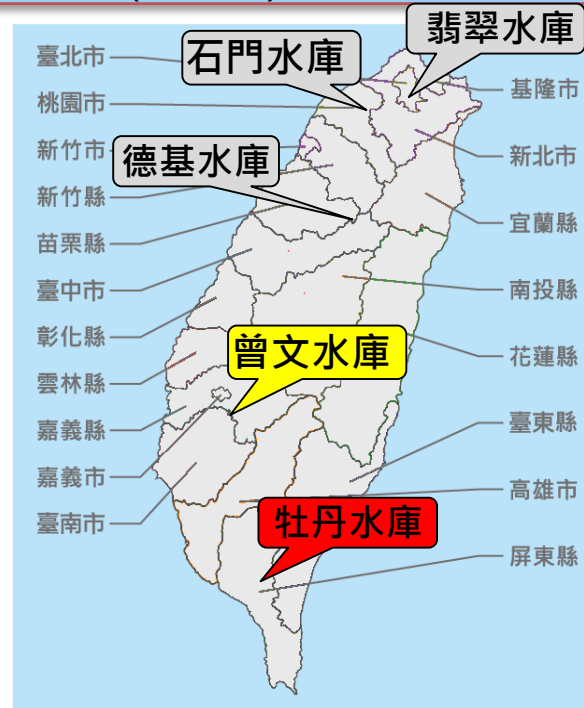 翡翠水庫
石門水庫
德基水庫
曾文水庫
牡丹水庫
臺北市
桃園市
新竹市
新竹縣
苗栗縣
臺中市
彰化縣
雲林縣
嘉義縣
嘉義市
臺南市
基隆市
新北市
宜蘭縣
南投縣
花蓮縣
臺東縣
高雄市
屏東縣